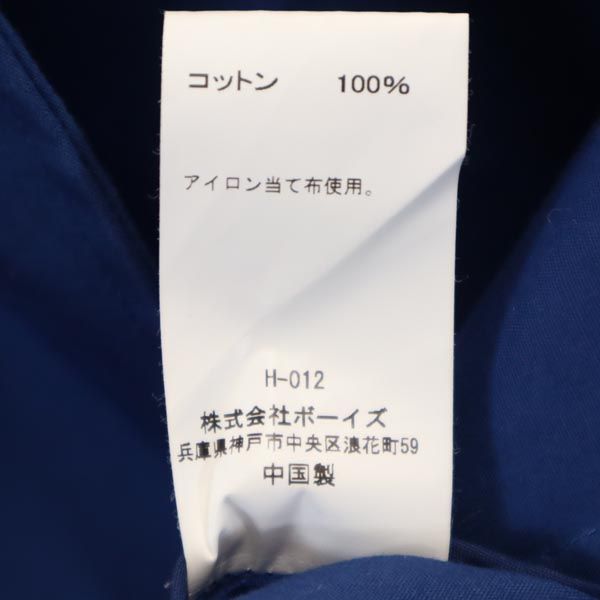 コットン 100%
アイロン当て布使用。
H-012
株式会社ボーイズ
兵庫県神戸市中央区浪花町59
中国製